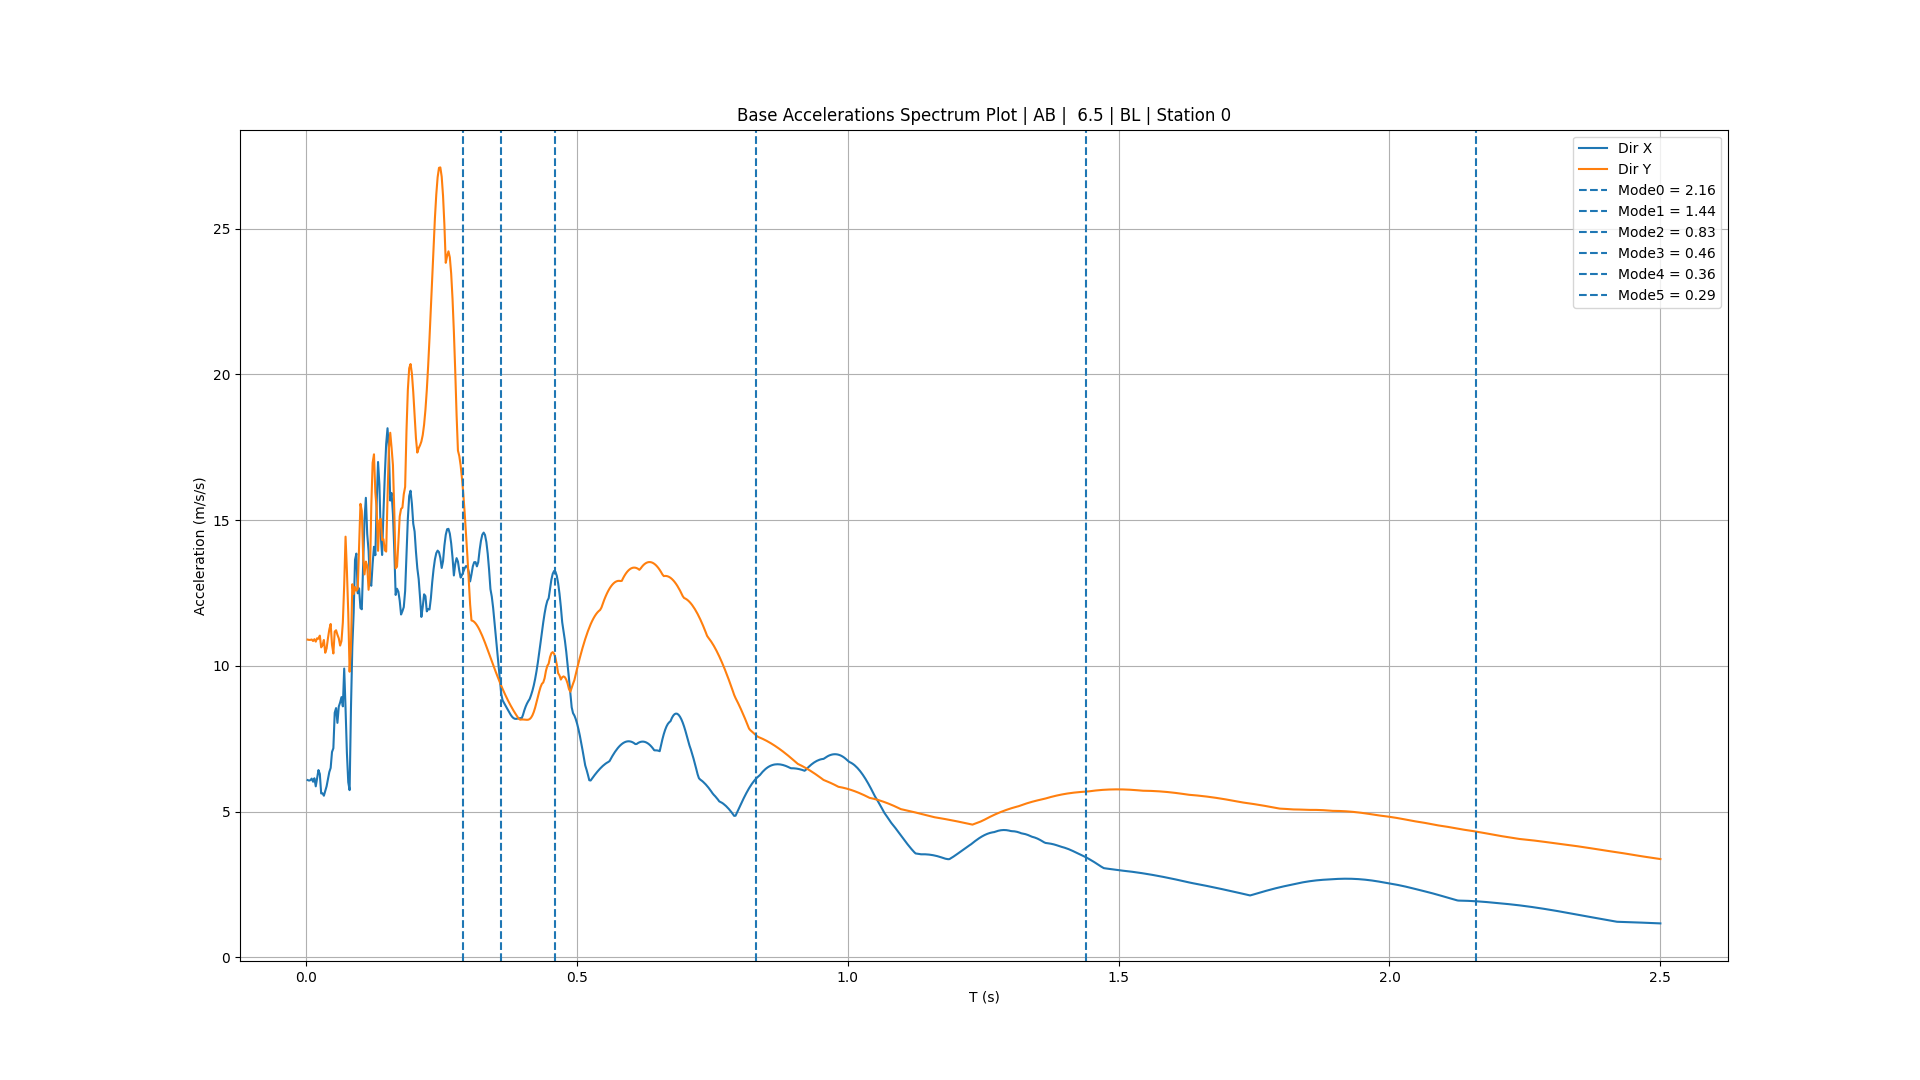 Base Accelerations Spectrum Plot | AB |  6.5 | BL | Station 0
Dir X
Dir Y
Mode0 = 2.16
Mode1 = 1.44
Mode2 = 0.83
Mode3 = 0.46
Mode4 = 0.36
Mode5 = 0.29
Acceleration (m/s/s)
25
20
15
10
5
0
0.0
0.5
1.0
1.5
2.0
2.5
T (s)